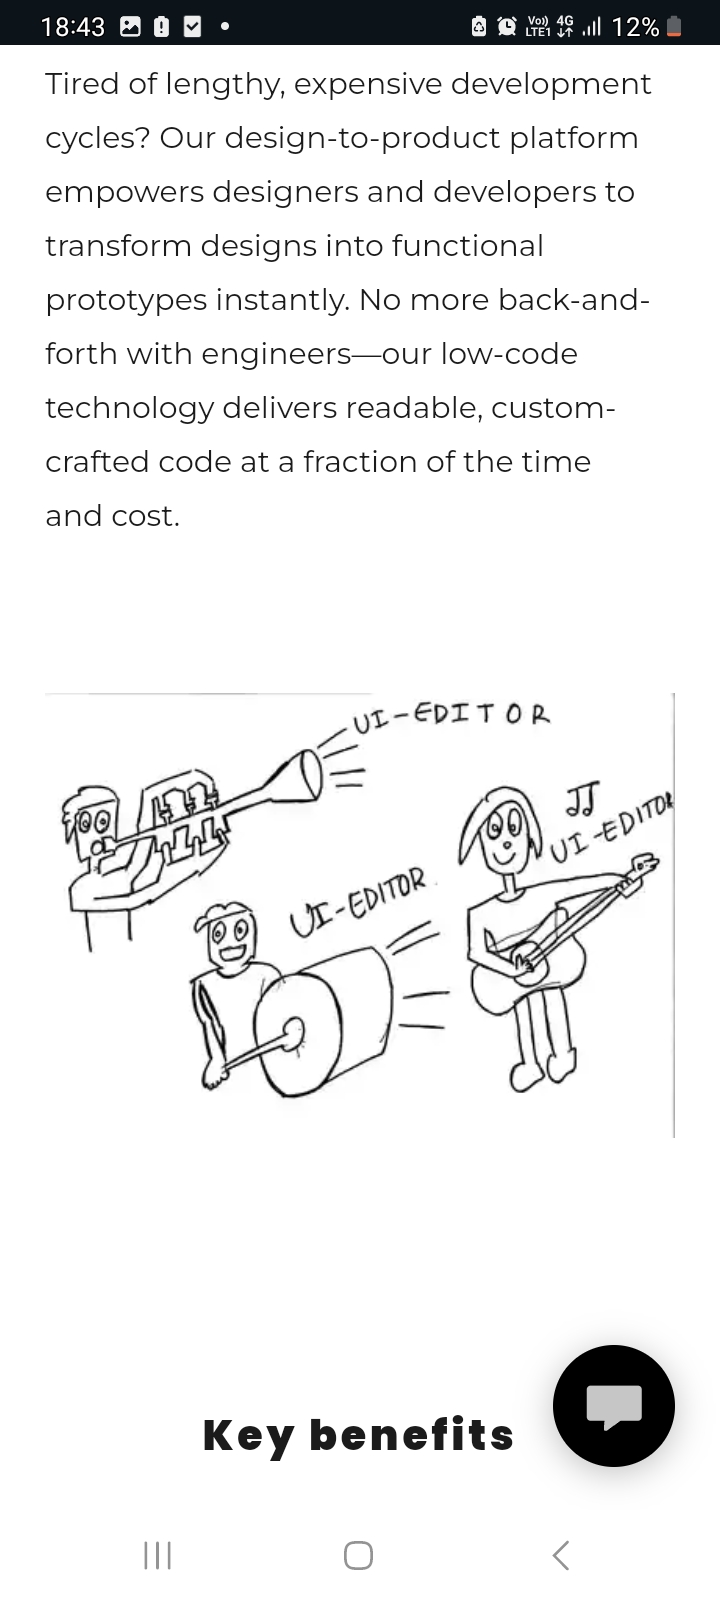 18:43
Vo)) 4G
LTE1
12%
Tired of lengthy, expensive development
cycles? Our design-to-product platform
empowers designers and developers to
transform designs into functional
prototypes instantly. No more back-and-
forth with engineers—our low-code
technology delivers readable, custom-
crafted code at a fraction of the time
and cost.
UI-EDITOR
UI-EDITOR
UI-EDITOR.
Key benefits